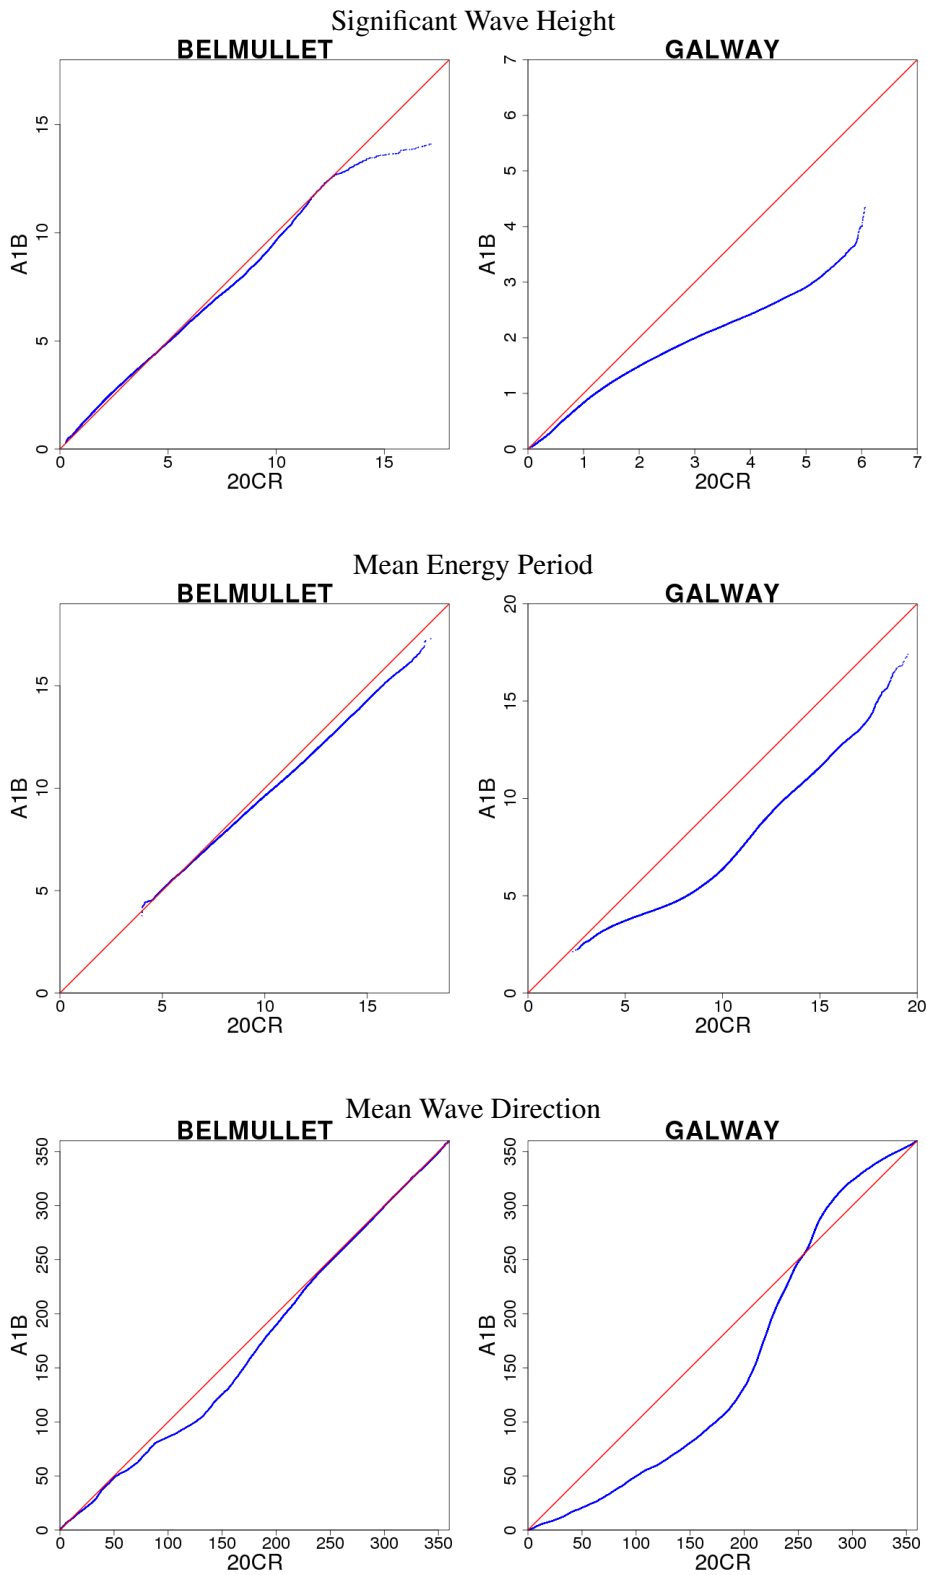 Significant Wave Height
BELMULLET GALWAY
A1B
0 5 10 15
0 5 10 15
20CR
A1B
0 1 2 3 4 5 6 7
0 1 2 3 4 5 6 7
20CR
Mean Energy Period
BELMULLET GALWAY
A1B
0 5 10 15
0 5 10 15
20CR
A1B
0 5 10 15 20
0 5 10 15 20
20CR
Mean Wave Direction
BELMULLET GALWAY
A1B
0 50 100 150 200 250 300 350
0 50 100 150 200 250 300 350
20CR
A1B
0 50 100 150 200 250 300 350
0 50 100 150 200 250 300 350
20CR